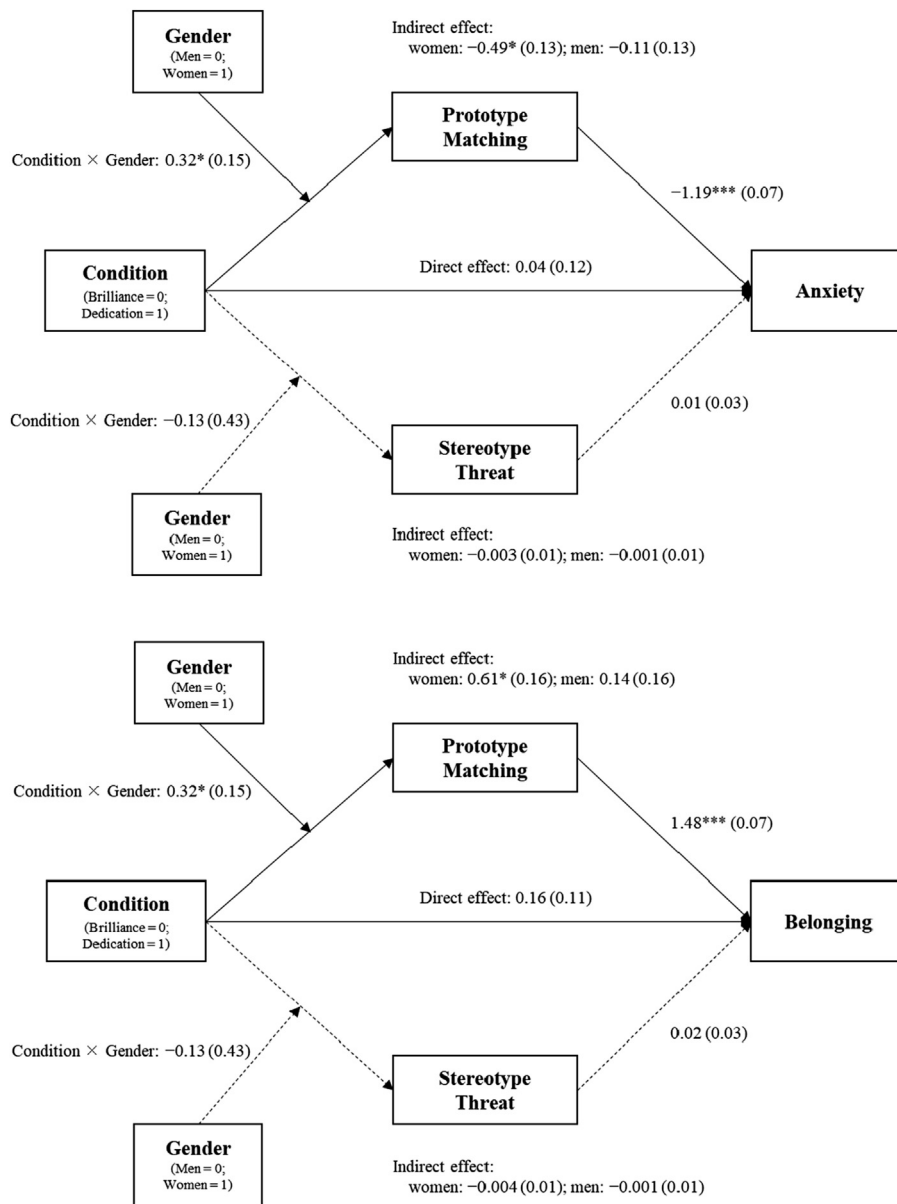 Gender
(Men = 0;
Women = 1)
Indirect effect:
women: −0.49* (0.13); men: −0.11 (0.13)
Prototype
Matching
Condition × Gender: 0.32* (0.15)
−1.19*** (0.07)
Condition
(Brilliance = 0;
Dedication = 1)
Direct effect: 0.04 (0.12)
Anxiety
Condition × Gender: −0.13 (0.43)
0.01 (0.03)
Stereotype
Threat
Gender
(Men = 0;
Women = 1)
Indirect effect:
women: −0.003 (0.01); men: −0.001 (0.01)
Gender
(Men = 0;
Women = 1)
Indirect effect:
women: 0.61* (0.16); men: 0.14 (0.16)
Prototype
Matching
Condition × Gender: 0.32* (0.15)
1.48*** (0.07)
Condition
(Brilliance = 0;
Dedication = 1)
Direct effect: 0.16 (0.11)
Belonging
Condition × Gender: −0.13 (0.43)
0.02 (0.03)
Stereotype
Threat
Gender
(Men = 0;
Women = 1)
Indirect effect:
women: −0.004 (0.01); men: −0.001 (0.01)